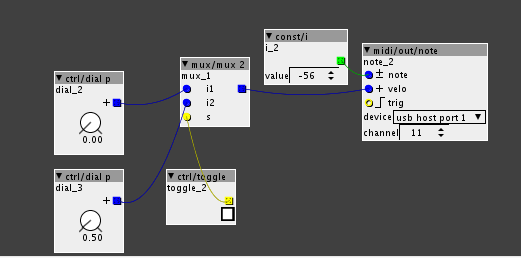 ▼ const/i
i_2
value -56
▼ midi/out/note
note_2
± note
+ velo
trig
device usb host port 1 ▼
channel 11
▼ mux/mux 2
mux_1
i1
i2
s
▼ ctrl/dial p
dial_2
+
0.00
▼ ctrl/dial p
dial_3
+
0.50
▼ ctrl/toggle
toggle_2